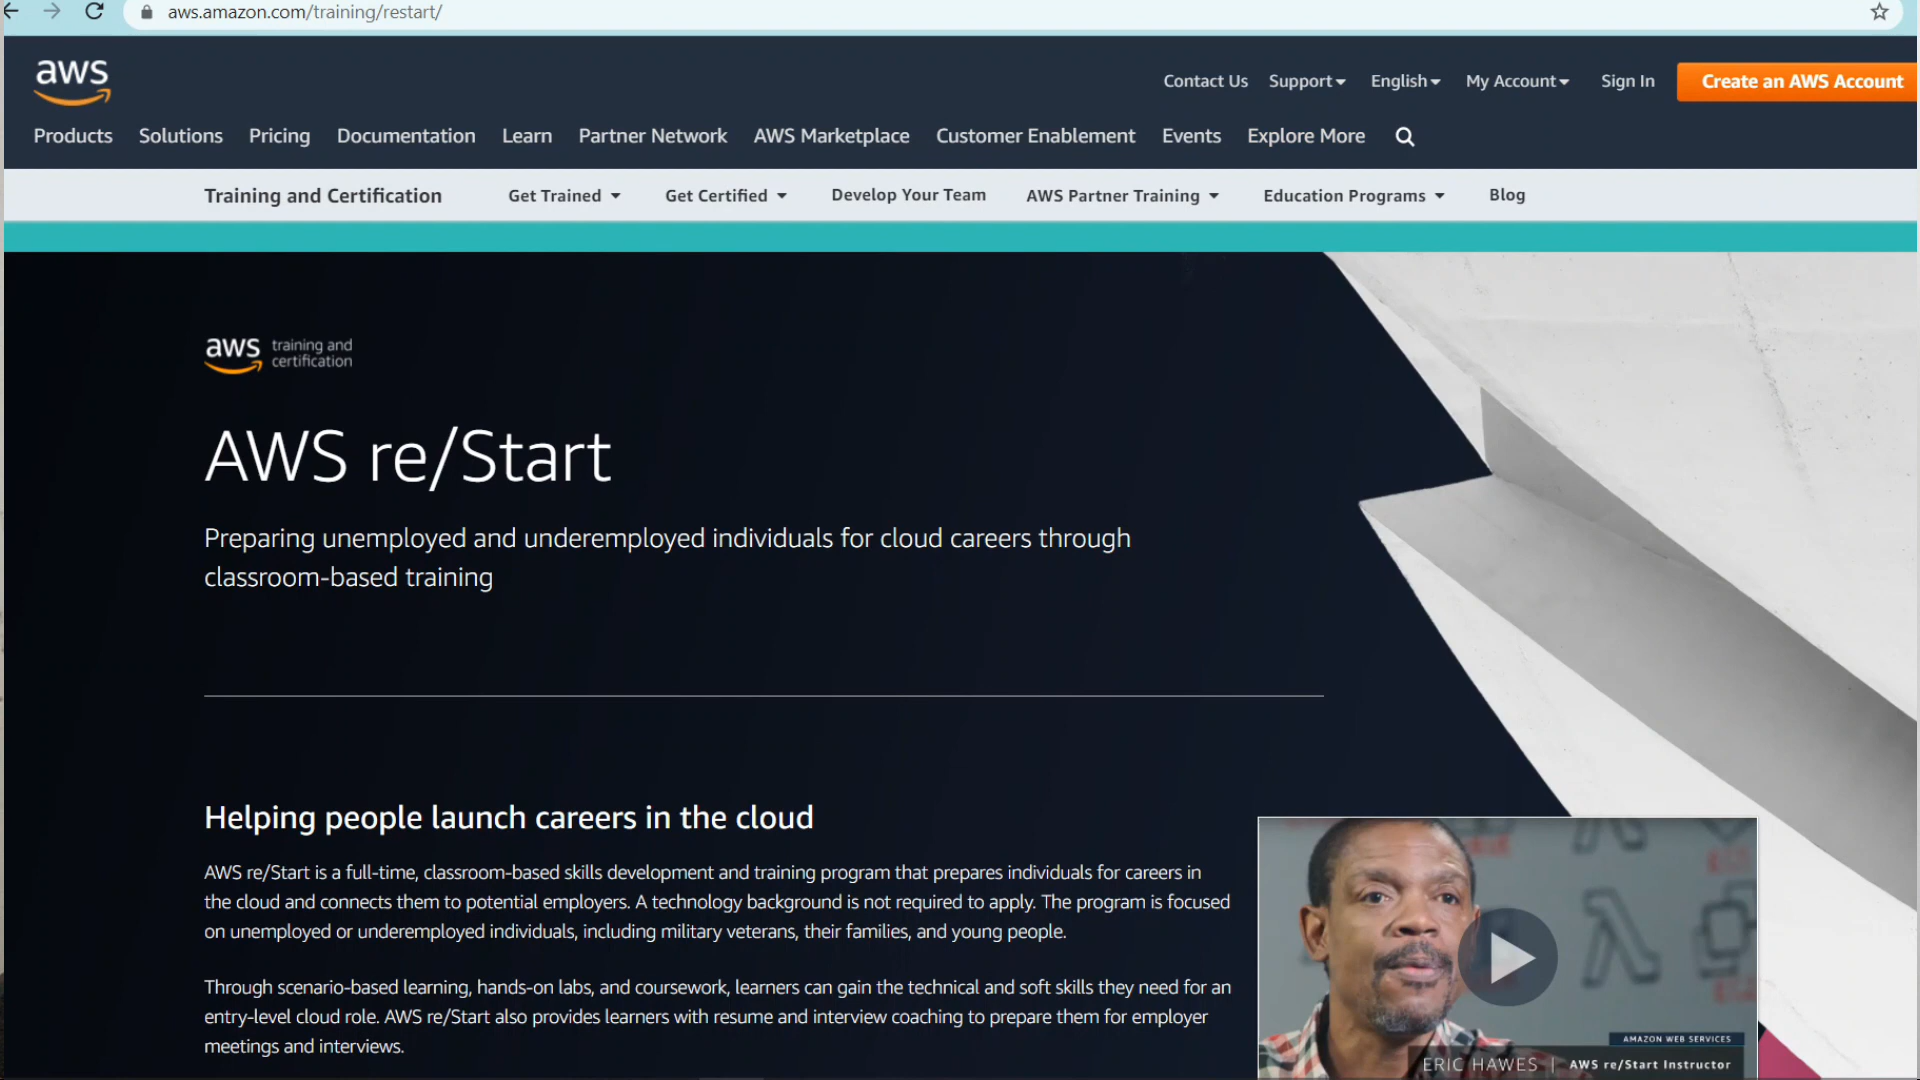 aws.amazon.com/training/restart/
aws
Contact Us Support English My Account Sign In Create an AWS Account
Products Solutions Pricing Documentation Learn Partner Network AWS Marketplace Customer Enablement Events Explore More
Training and Certification Get Trained Get Certified Develop Your Team AWS Partner Training Education Programs Blog
aws training and
certification
AWS re/Start
Preparing unemployed and underemployed individuals for cloud careers through
classroom-based training
Helping people launch careers in the cloud
AWS re/Start is a full-time, classroom-based skills development and training program that prepares individuals for careers in
the cloud and connects them to potential employers. A technology background is not required to apply. The program is focused
on unemployed or underemployed individuals, including military veterans, their families, and young people.
Through scenario-based learning, hands-on labs, and coursework, learners can gain the technical and soft skills they need for an
entry-level cloud role. AWS re/Start also provides learners with resume and interview coaching to prepare them for employer
meetings and interviews.
AMAZON WEB SERVICES
ERIC HAWES | AWS re/Start Instructor